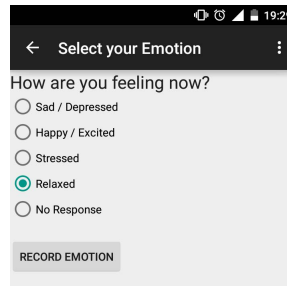 19:29
Select your Emotion
How are you feeling now?
Sad / Depressed
Happy / Excited
Stressed
Relaxed
No Response
RECORD EMOTION